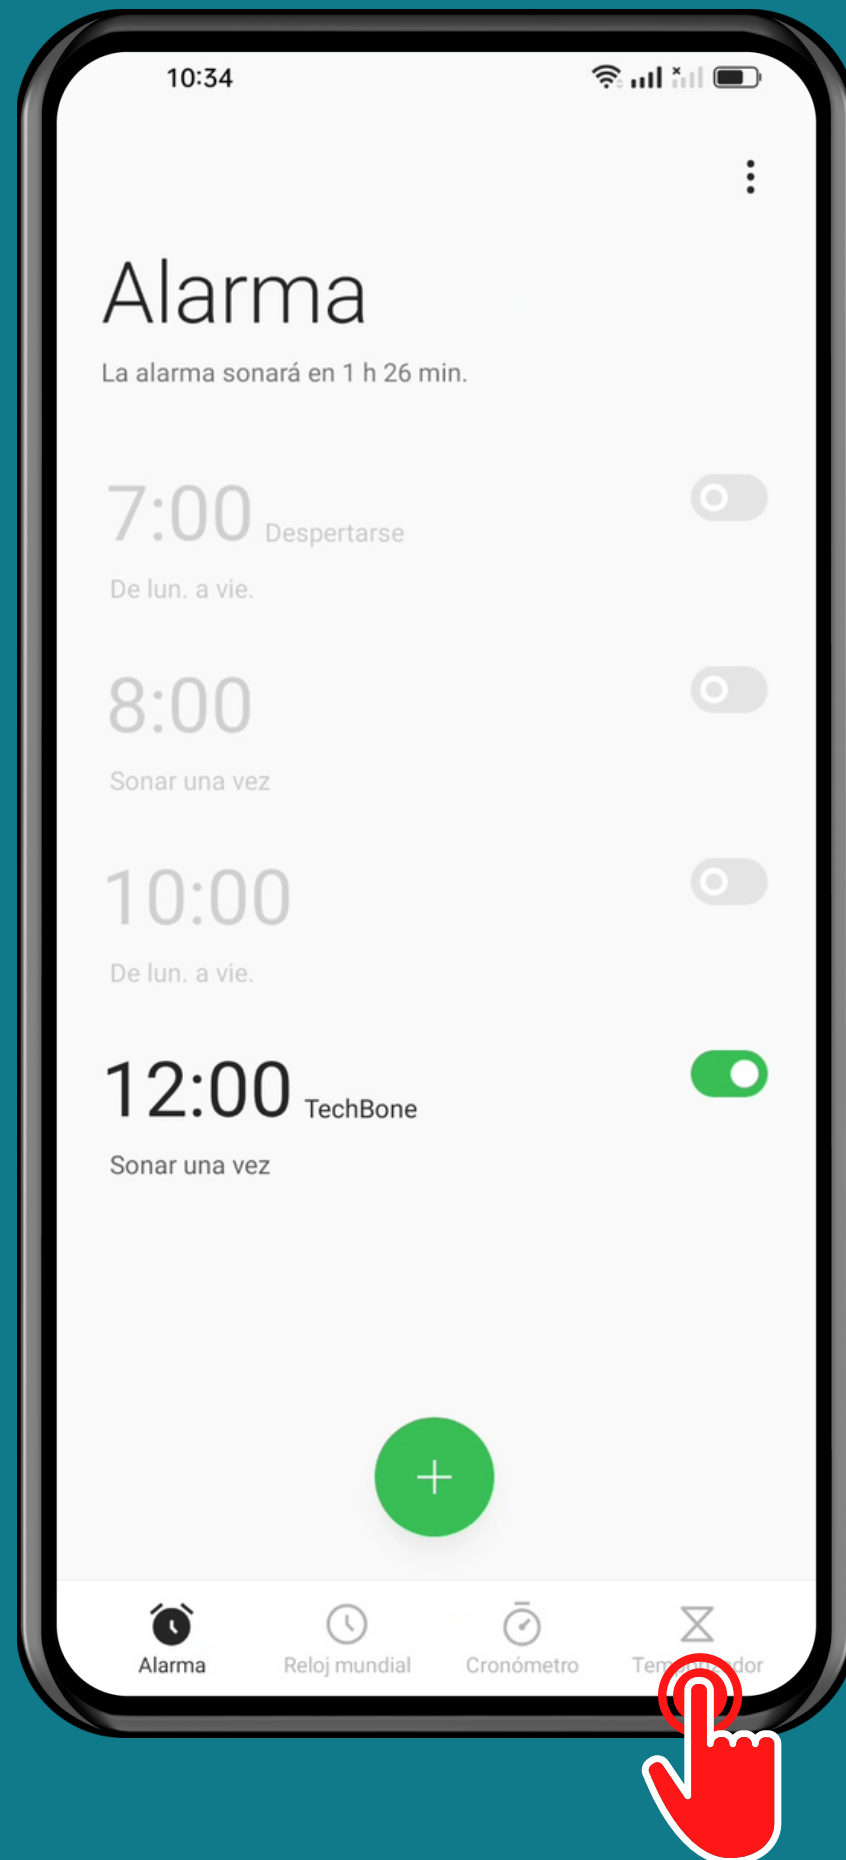 10:34
Alarma
La alarma sonará en 1 h 26 min.
7:00 Despertarse
De lun. a vie.
8:00
Sonar una vez
10:00
De lun. a vie.
12:00 TechBone
Sonar una vez
Alarma Reloj mundial Cronómetro Temporizador